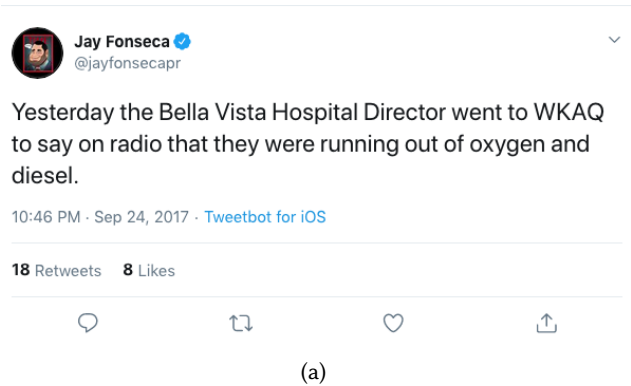 Jay Fonseca
@jayfonsecapr
Yesterday the Bella Vista Hospital Director went to WKAQ
to say on radio that they were running out of oxygen and
diesel.
10:46 PM · Sep 24, 2017 · Tweetbot for iOS
18 Retweets 8 Likes
(a)